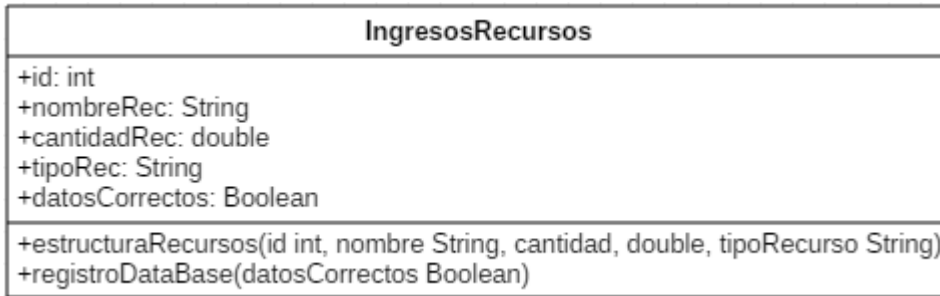 IngresosRecursos
+id: int
+nombreRec: String
+cantidadRec: double
+tipoRec: String
+datosCorrectos: Boolean
+estructuraRecursos(id int, nombre String, cantidad, double, tipoRecurso String)
+registroDataBase(datosCorrectos Boolean)